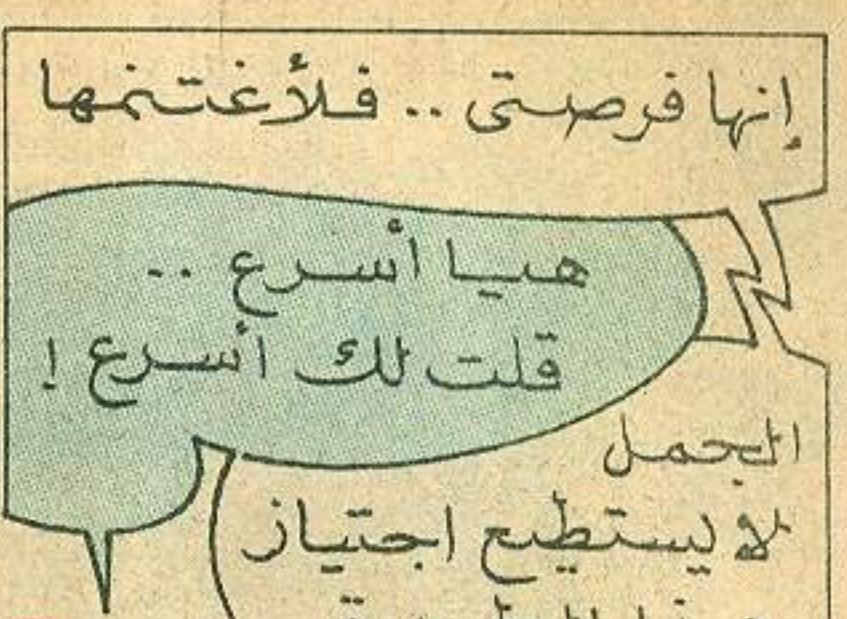 إنها فرصتى .. فلأغتنمها
هيا أسرع ..
قلت لك أسرع !
الجمل
لا يستطيع اجتياز